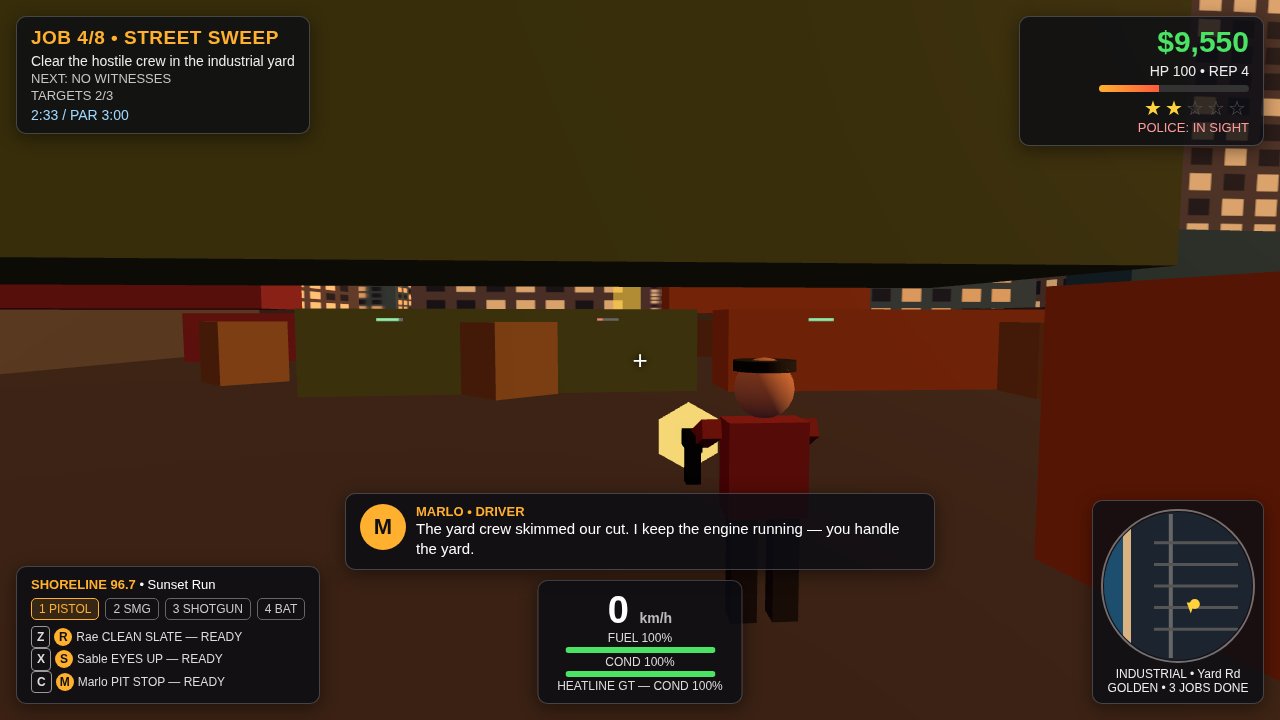 JOB 4/8 • STREET SWEEP
Clear the hostile crew in the industrial yard
NEXT: NO WITNESSES
TARGETS 2/3
2:33 / PAR 3:00
$9,550
HP 100 • REP 4
★★☆☆☆
POLICE: IN SIGHT
M
MARLO • DRIVER
The yard crew skimmed our cut. I keep the engine running — you handle
the yard.
SHORELINE 96.7 • Sunset Run
1 PISTOL 2 SMG 3 SHOTGUN 4 BAT
Z R Rae CLEAN SLATE — READY
X S Sable EYES UP — READY
C M Marlo PIT STOP — READY
0 km/h
FUEL 100%
COND 100%
HEATLINE GT — COND 100%
INDUSTRIAL • Yard Rd
GOLDEN • 3 JOBS DONE